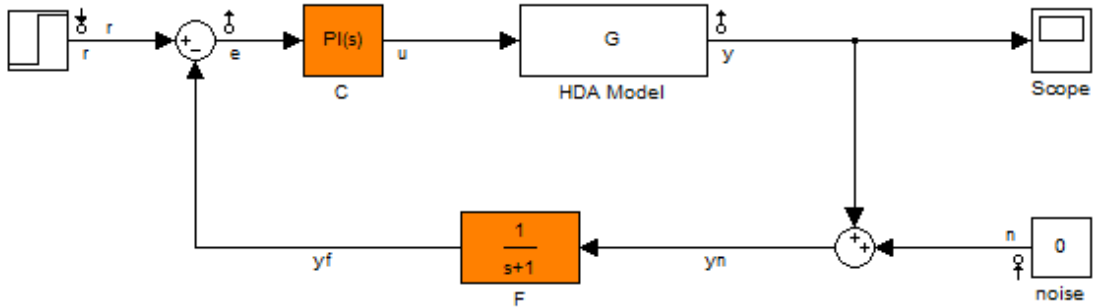 r
r
+
−
e
PI(s)
C
u
G
HDA Model
y
Scope
yf
1
s+1
F
yn
+
+
n
0
noise